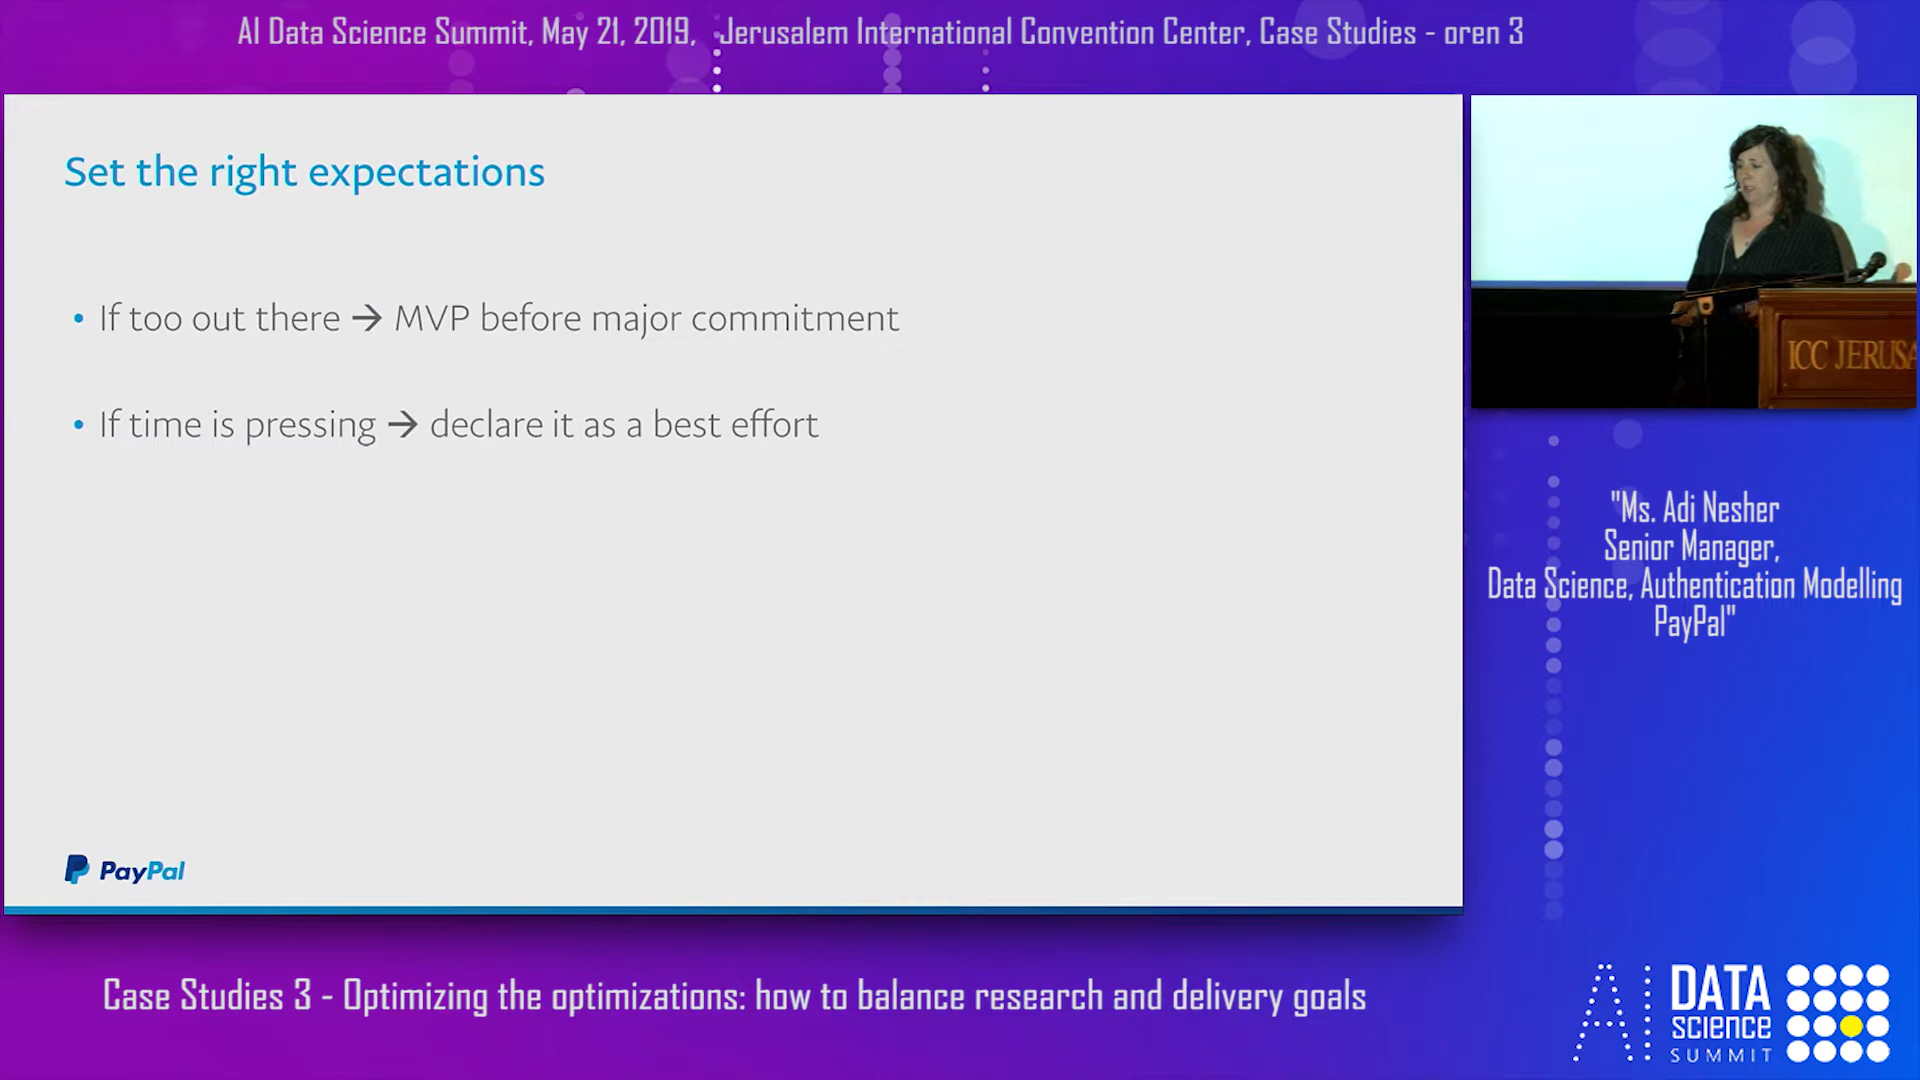 AI Data Science Summit, May 21, 2019, Jerusalem International Convention Center, Case Studies - oren 3
Set the right expectations
• If too out there → MVP before major commitment
• If time is pressing → declare it as a best effort
PayPal
ICC JERUSA
"Ms. Adi Nesher
Senior Manager,
Data Science, Authentication Modelling
PayPal"
Case Studies 3 - Optimizing the optimizations: how to balance research and delivery goals
AI DATA
SCIENCE
SUMMIT